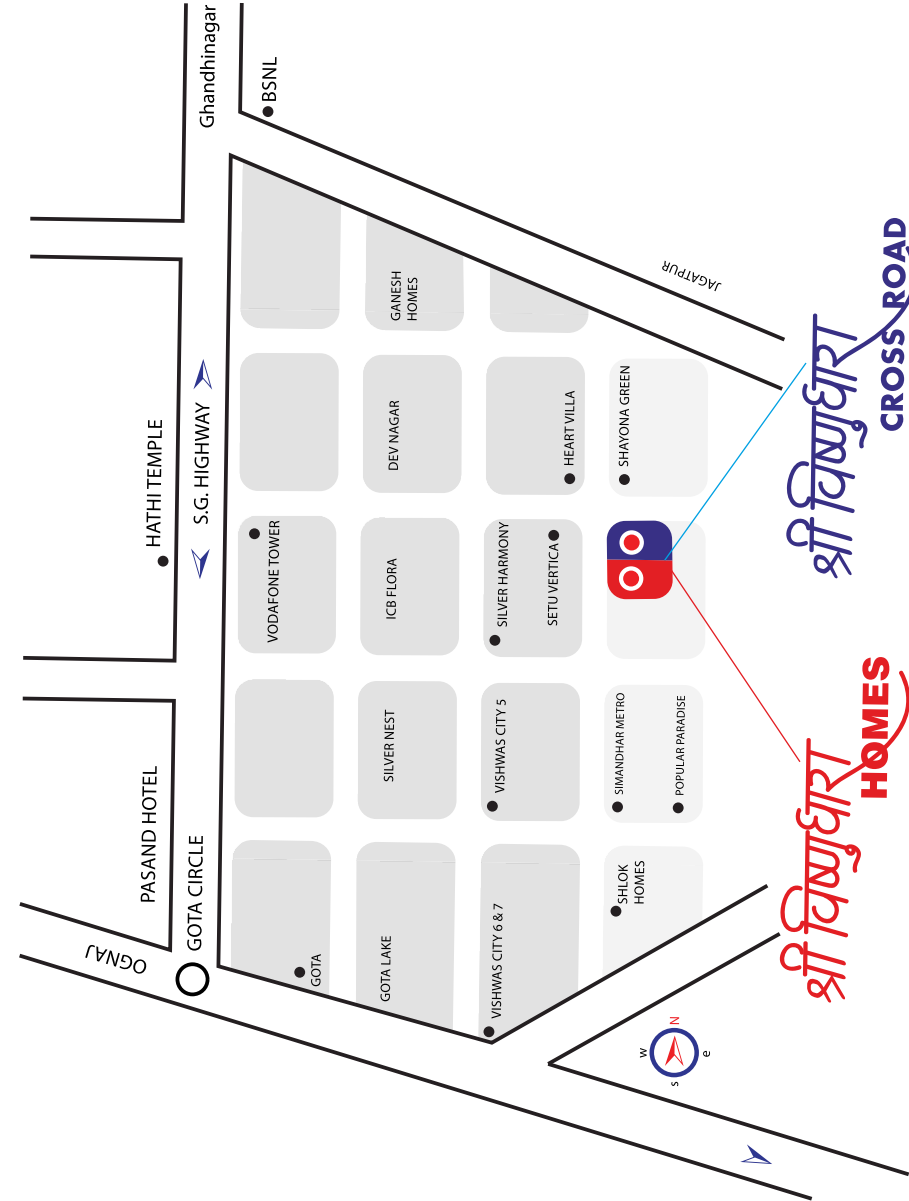 Ghandhinagar
BSNL
JAGATPUR
GANESH
HOMES
HATHI TEMPLE
S.G. HIGHWAY
DEV NAGAR
HEART VILLA
SHAYONA GREEN
VODAFONE TOWER
ICB FLORA
SILVER HARMONY
SETU VERTICA
SILVER NEST
VISHWAS CITY 5
SIMANDHAR METRO
POPULAR PARADISE
PASAND HOTEL
GOTA CIRCLE
OGNAJ
GOTA
GOTA LAKE
VISHWAS CITY 6 & 7
SHLOK
HOMES
N
w
e
s
श्री विष्णुधारा
CROSS ROAD
श्री विष्णुधारा
HOMES